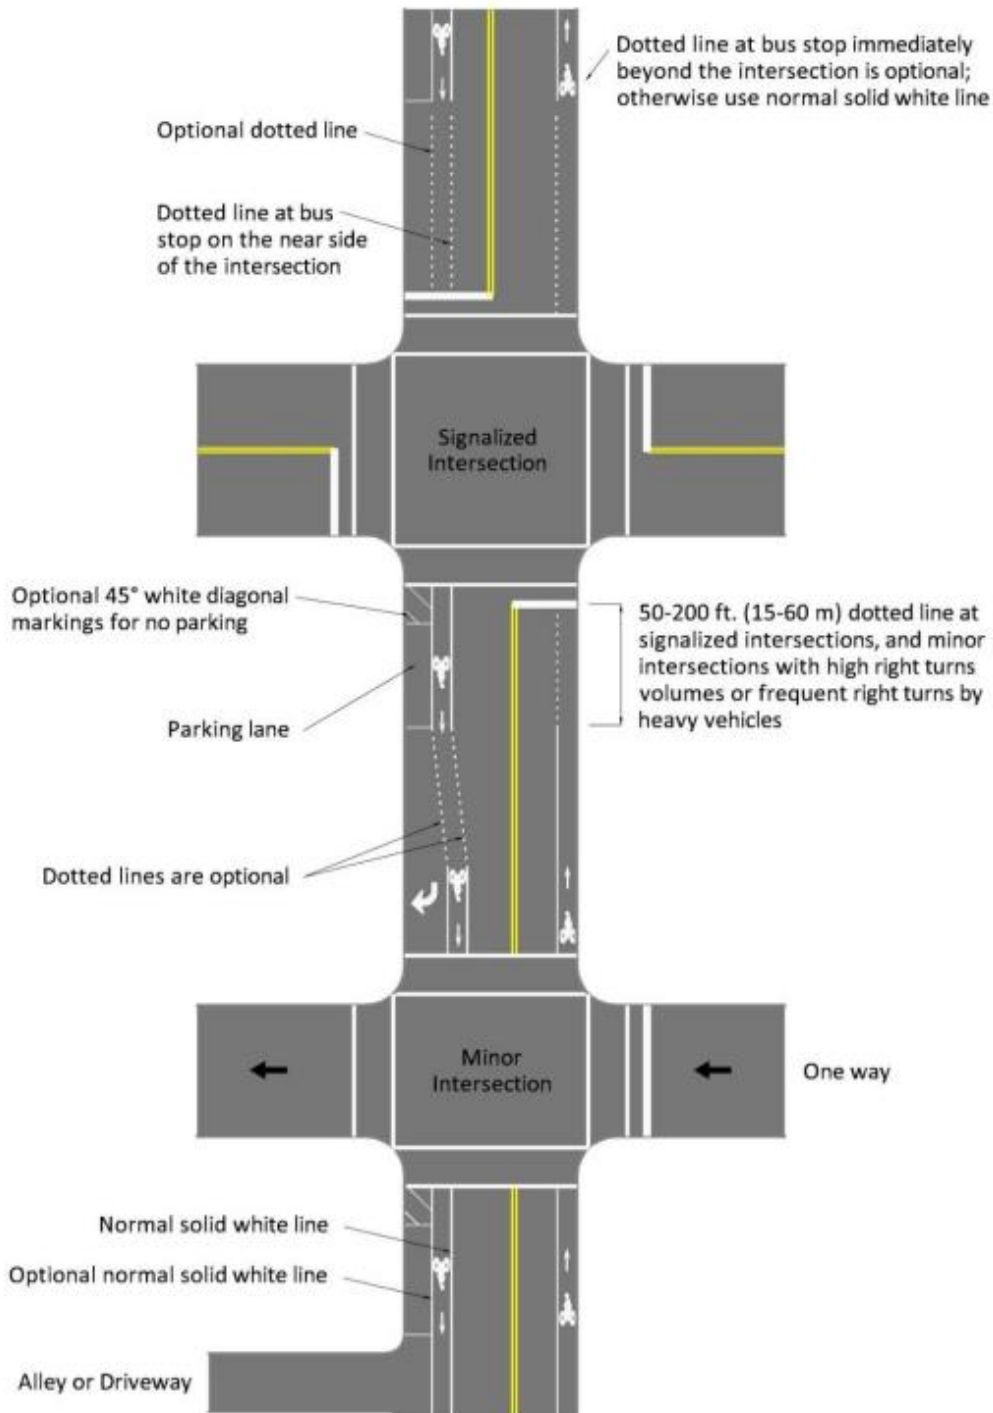 Dotted line at bus stop immediately
beyond the intersection is optional;
otherwise use normal solid white line
Optional dotted line
Dotted line at bus
stop on the near side
of the intersection
Signalized
Intersection
Optional 45° white diagonal
markings for no parking
50-200 ft. (15-60 m) dotted line at
signalized intersections, and minor
intersections with high right turns
volumes or frequent right turns by
heavy vehicles
Parking lane
Dotted lines are optional
Minor
Intersection
One way
Normal solid white line
Optional normal solid white line
Alley or Driveway